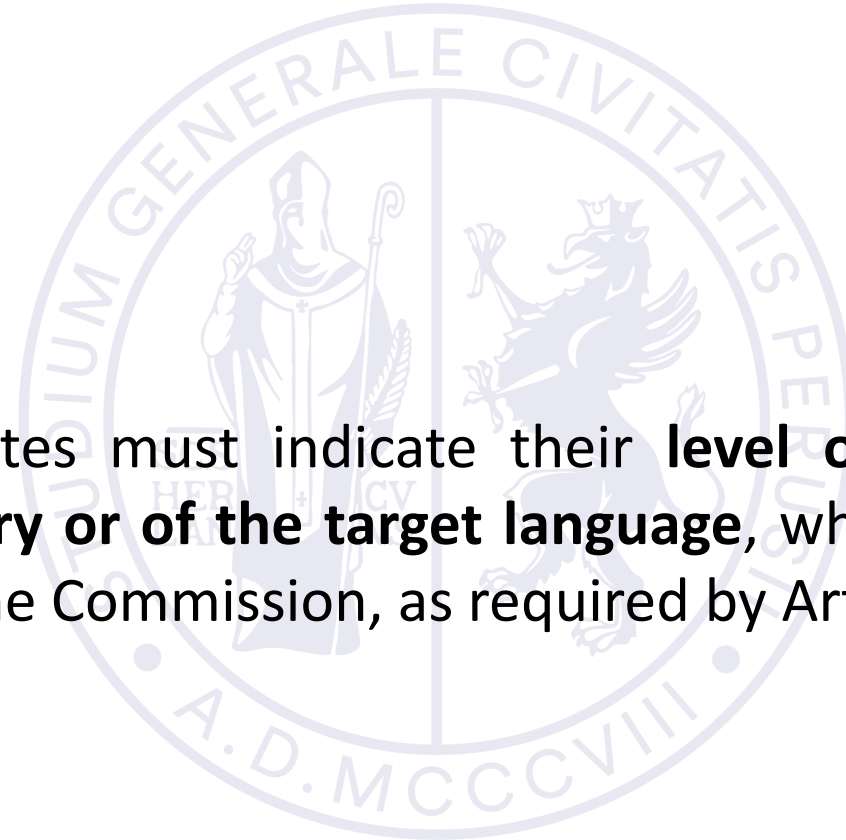 STUDIUM GENERALE CIVITATIS PERUSII
tes must indicate their level o
HER CV
ry or of the target language, wh
ne Commission, as required by Art
A.D. MCCCVIII